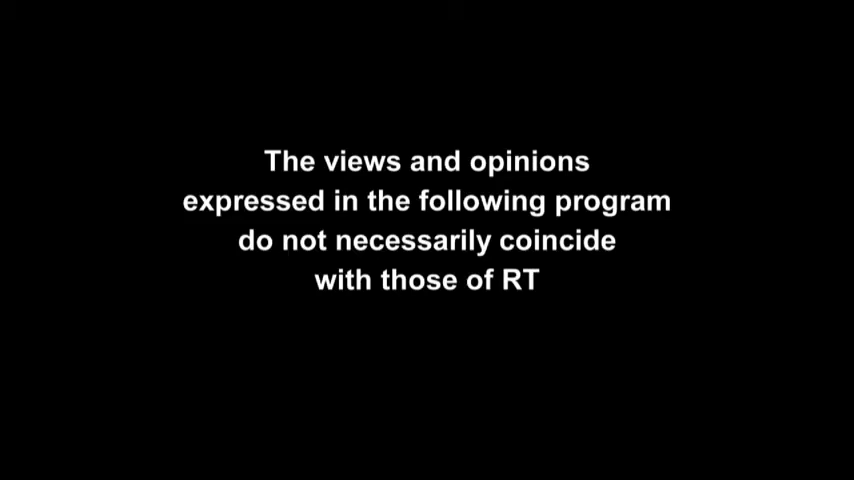 The views and opinions
expressed in the following program
do not necessarily coincide
with those of RT